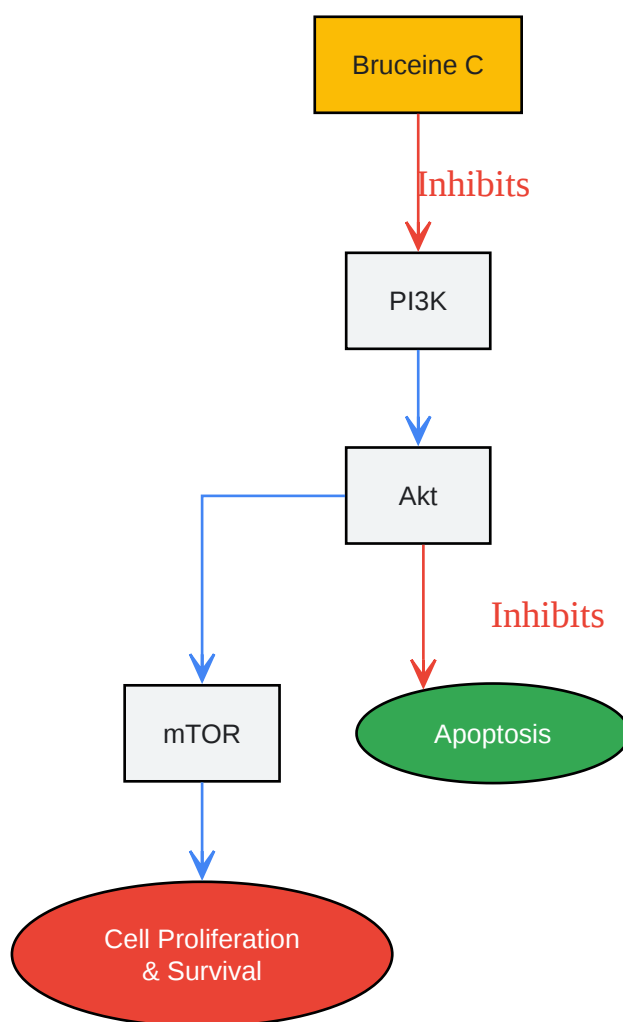 Bruceine C
Inhibits
PI3K
Akt
Inhibits
mTOR
Apoptosis
Cell Proliferation
& Survival